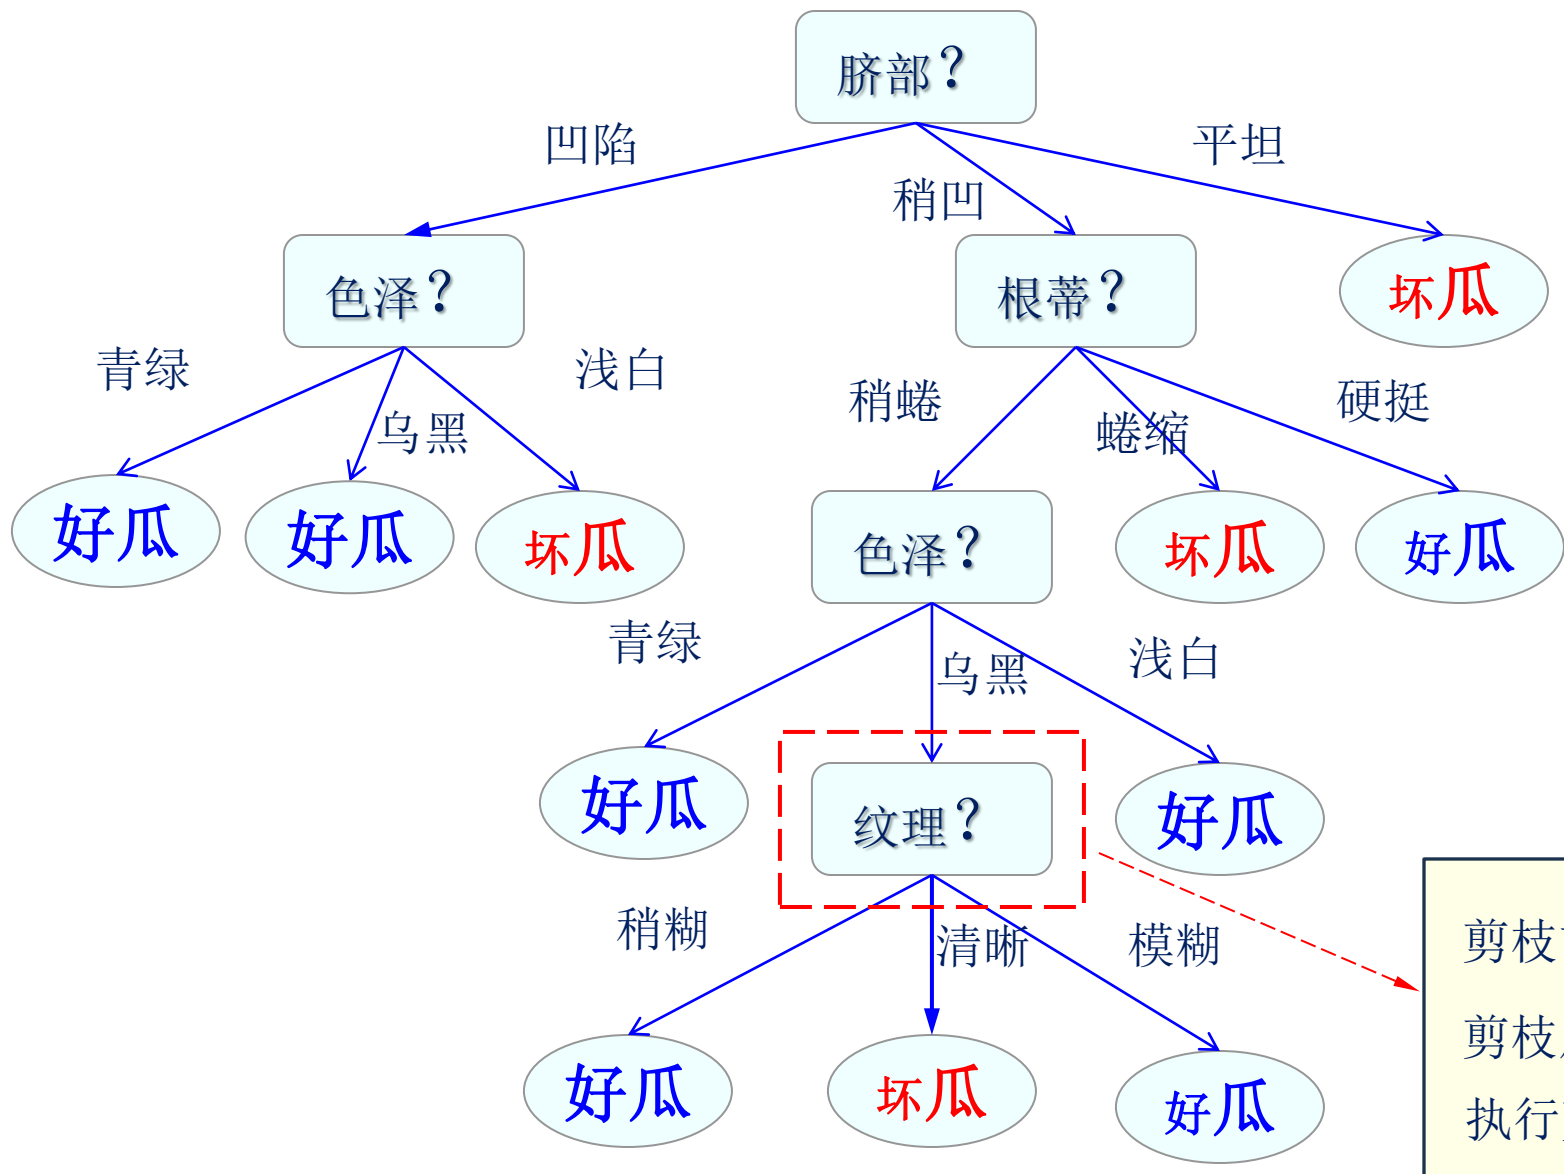 脐部？
凹陷
稍凹
平坦
色泽？
根蒂？
坏瓜
青绿
乌黑
浅白
稍蜷
蜷缩
硬挺
好瓜
好瓜
坏瓜
色泽？
坏瓜
好瓜
青绿
乌黑
浅白
好瓜
纹理？
好瓜
稍糊
清晰
模糊
剪枝
剪枝
执行
好瓜
坏瓜
好瓜